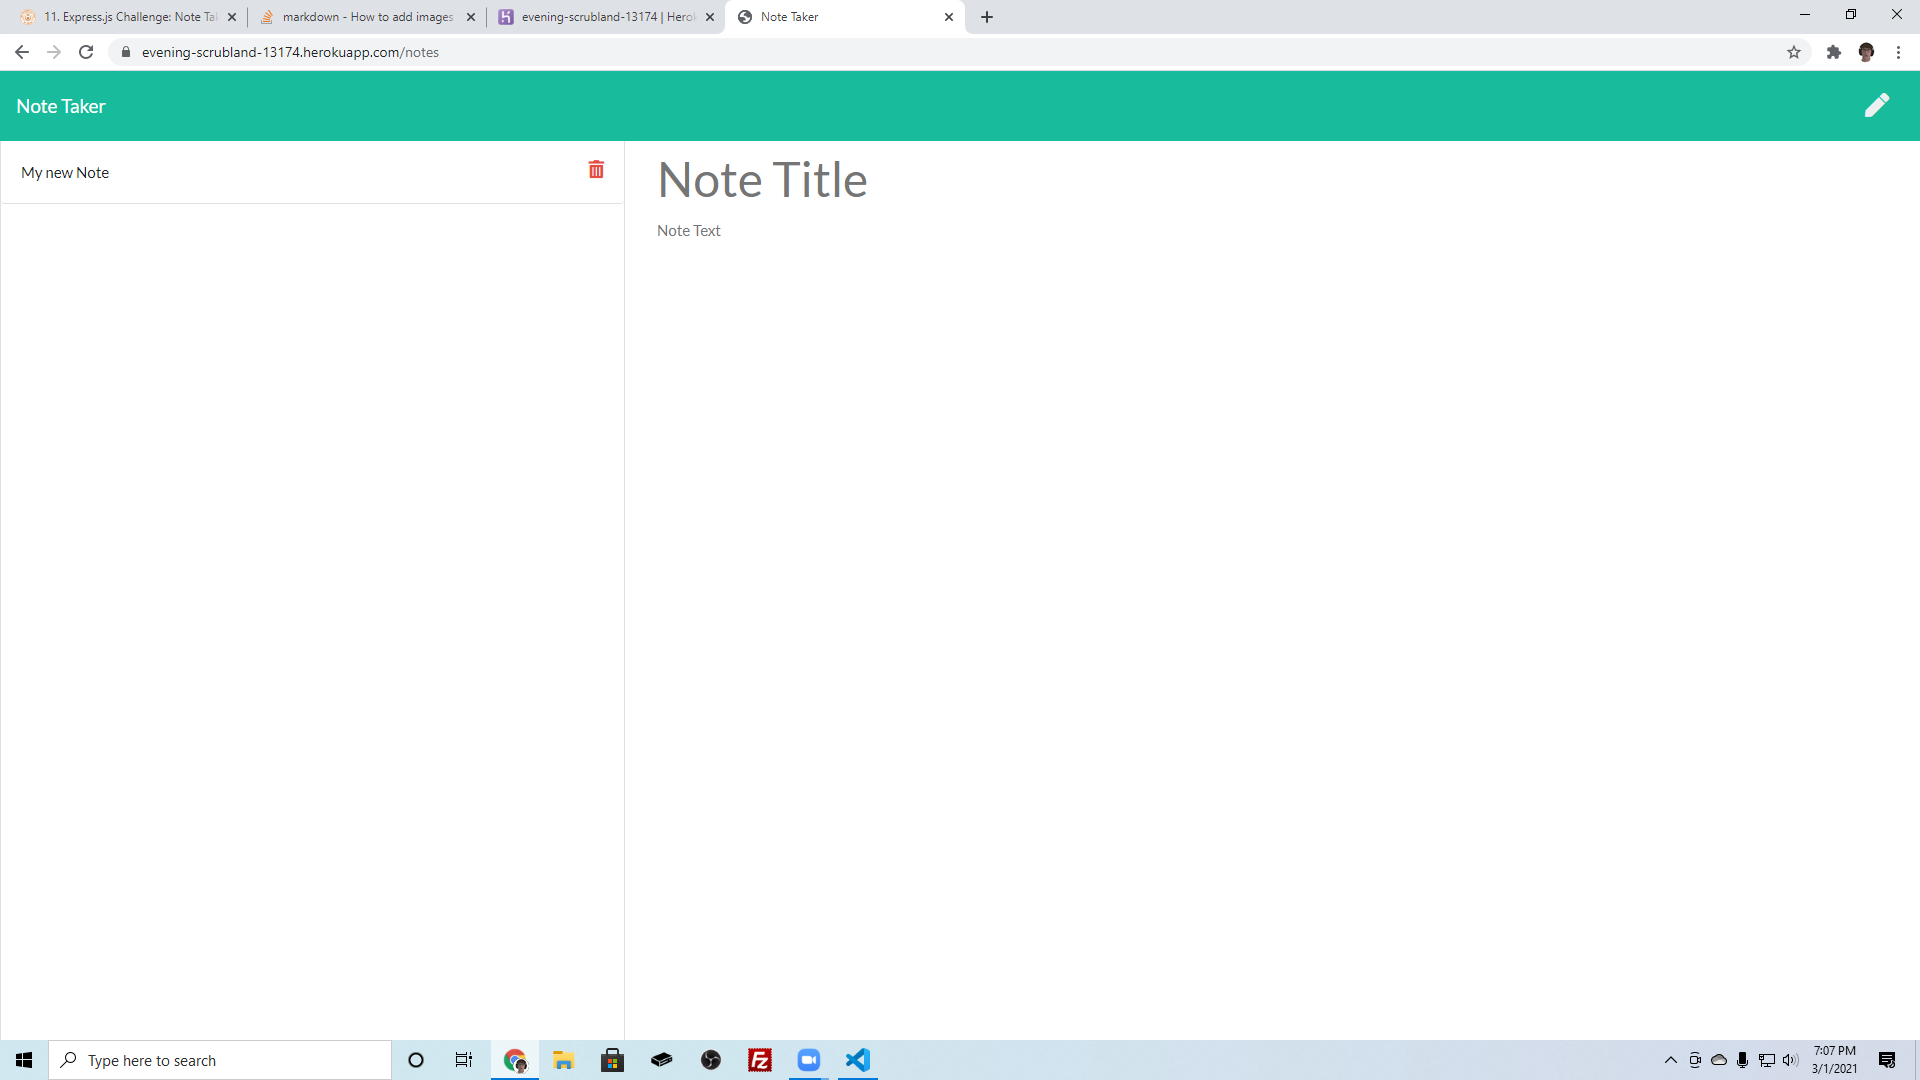 11. Express.js Challenge: Note Ta
markdown - How to add images
evening-scrubland-13174 | Hero
Note Taker
evening-scrubland-13174.herokuapp.com/notes
Note Taker
My new Note
Note Title
Note Text
Type here to search
7:07 PM
3/1/2021